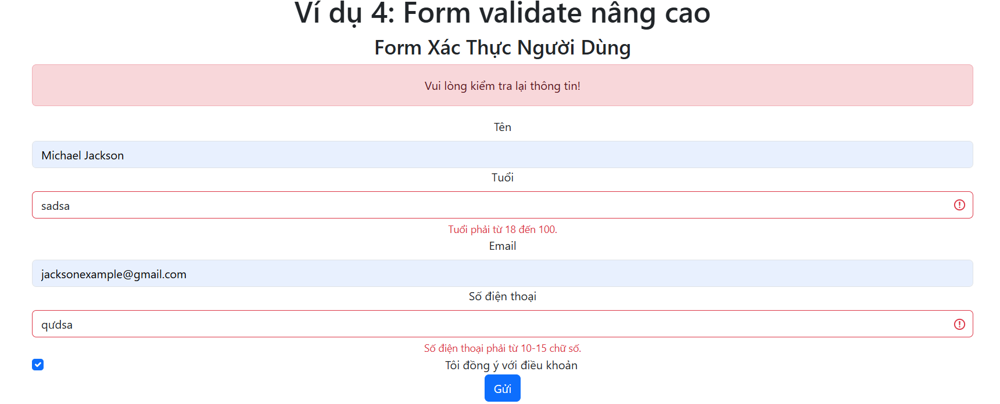 Ví dụ 4: Form validate nâng cao
Form Xác Thực Người Dùng
Vui lòng kiểm tra lại thông tin!
Tên
Michael Jackson
Tuổi
sadsa
Tuổi phải từ 18 đến 100.
Email
jacksonexample@gmail.com
Số điện thoại
qưdsa
Số điện thoại phải từ 10-15 chữ số.
Tôi đồng ý với điều khoản
Gửi